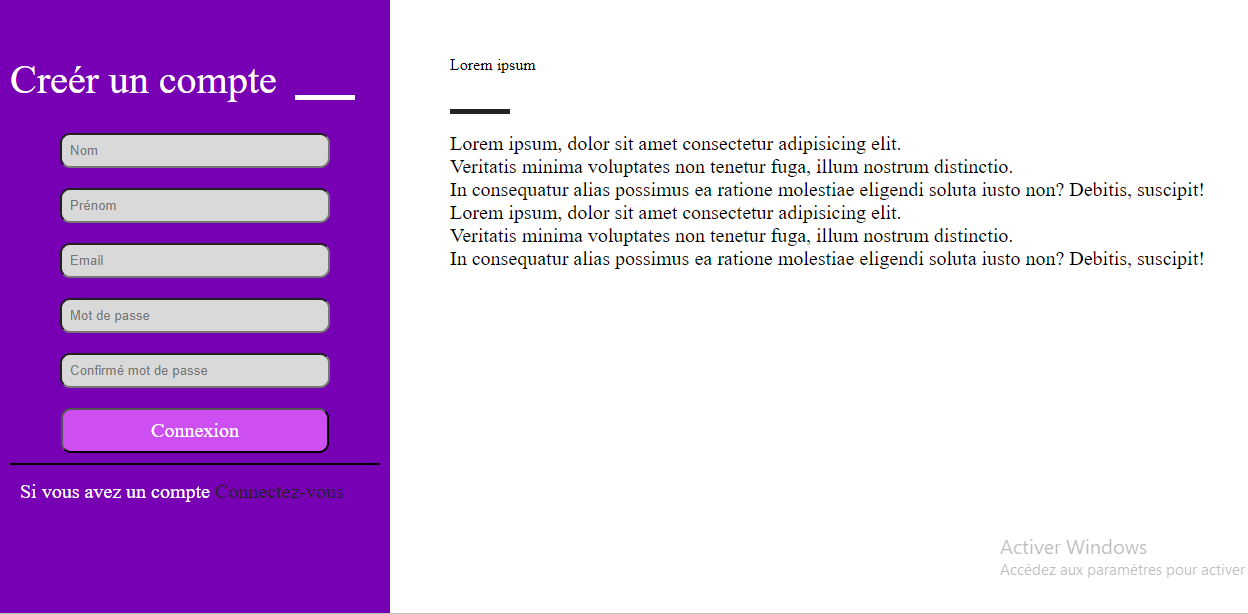 Creér un compte
Nom
Prénom
Email
Mot de passe
Confirmé mot de passe
Connexion
Si vous avez un compte Connectez-vous
Lorem ipsum
Lorem ipsum, dolor sit amet consectetur adipisicing elit.
Veritatis minima voluptates non tenetur fuga, illum nostrum distinctio.
In consequatur alias possimus ea ratione molestiae eligendi soluta iusto non? Debitis, suscipit!
Lorem ipsum, dolor sit amet consectetur adipisicing elit.
Veritatis minima voluptates non tenetur fuga, illum nostrum distinctio.
In consequatur alias possimus ea ratione molestiae eligendi soluta iusto non? Debitis, suscipit!
Activer Windows
Accédez aux paramètres pour activer